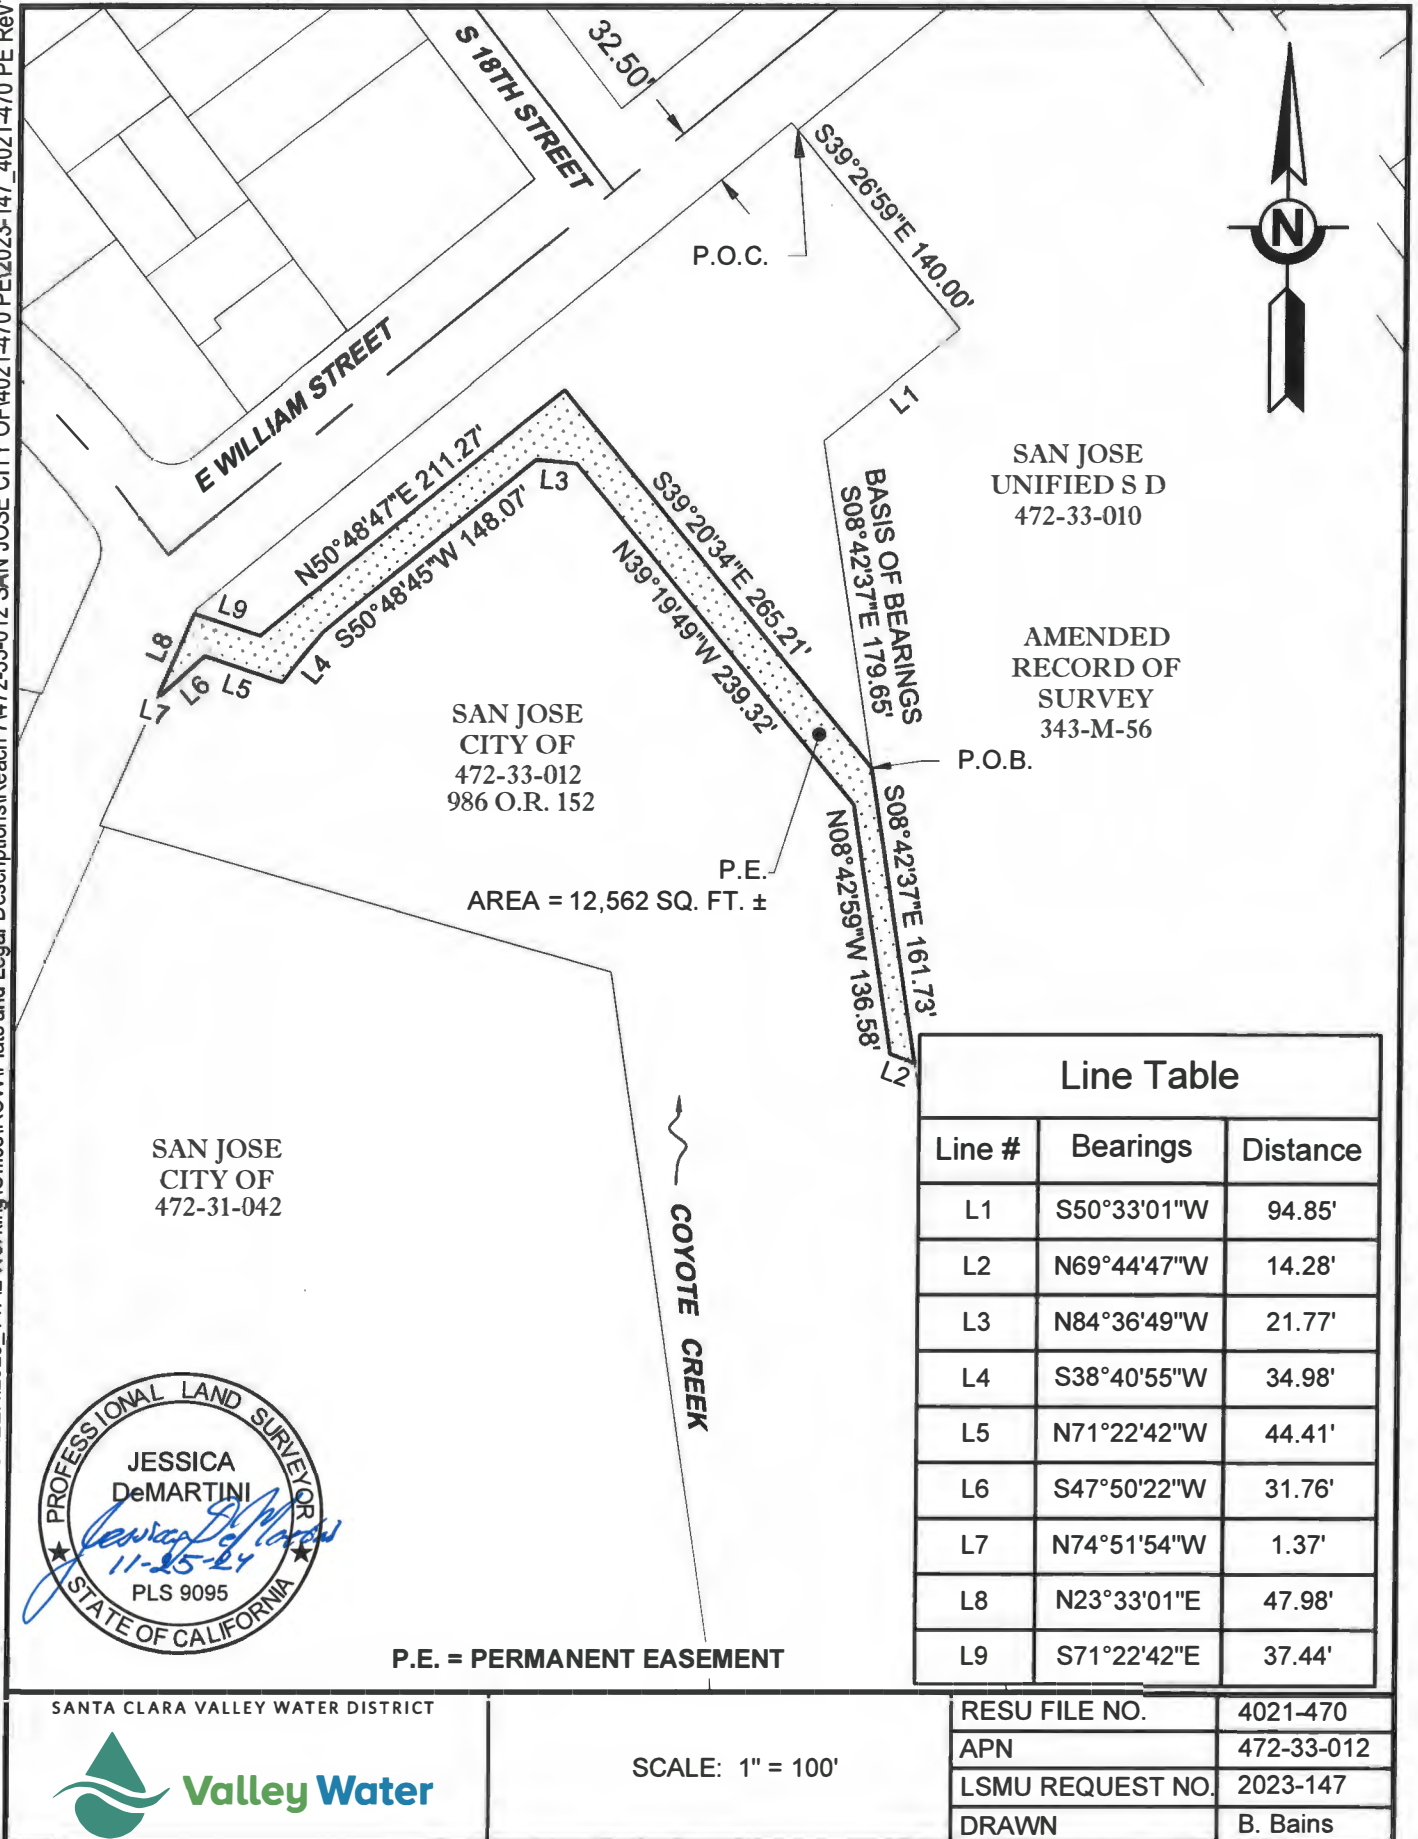 S 18TH STREET
32.50'
S39°26'59"E 140.00'
P.O.C.
N
E WILLIAM STREET
L1
SAN JOSE
UNIFIED S D
472-33-010
BASIS OF BEARINGS
S08°42'37"E 179.65'
N50°48'47"E 211.27'
S50°48'45"W 148.07'
L3
S39°20'34"E 265.21'
N39°19'49"W 239.32'
AMENDED
RECORD OF
SURVEY
343-M-56
L9
L8
L4
L6
L5
L7
SAN JOSE
CITY OF
472-33-012
986 O.R. 152
P.O.B.
P.E.
AREA = 12,562 SQ. FT. ±
S08°42'37"E 161.73'
N08°42'59"W 136.58'
L2
COYOTE CREEK
SAN JOSE
CITY OF
472-31-042
Line Table
Line # Bearings Distance
L1 S50°33'01"W 94.85'
L2 N69°44'47"W 14.28'
L3 N84°36'49"W 21.77'
L4 S38°40'55"W 34.98'
L5 N71°22'42"W 44.41'
L6 S47°50'22"W 31.76'
L7 N74°51'54"W 1.37'
L8 N23°33'01"E 47.98'
L9 S71°22'42"E 37.44'
PROFESSIONAL LAND SURVEYOR
JESSICA
DeMARTINI
Jessica DeMartini
11-25-24
PLS 9095
STATE OF CALIFORNIA
P.E. = PERMANENT EASEMENT
SANTA CLARA VALLEY WATER DISTRICT
Valley Water
SCALE: 1" = 100'
RESU FILE NO. 4021-470
APN 472-33-012
LSMU REQUEST NO. 2023-147
DRAWN B. Bains